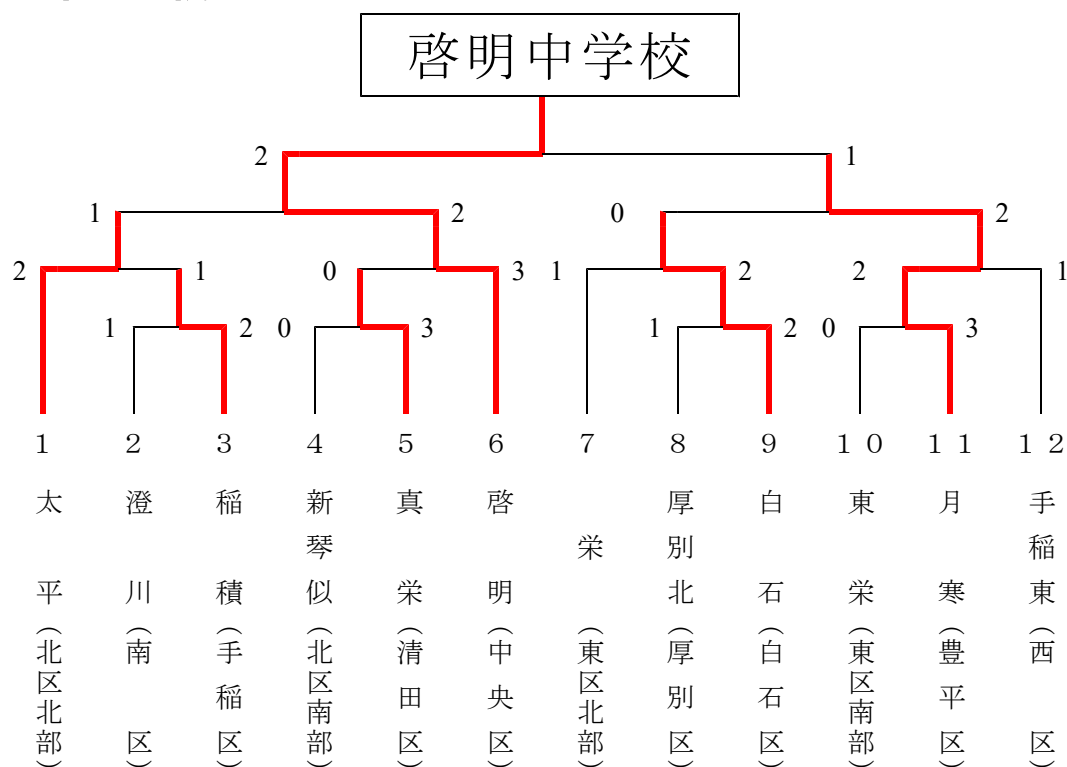 啓明中学校
2 1
1 2 0 2
2 1 0 3 1 2 2 1
1 2 0 3 1 2 0 3
1 2 3 4 5 6 7 8 9 10 11 12
太平(北区北部)
澄川(南区)
稲積(手稲区)
新琴似(北区南部)
真栄(清田区)
啓明(中央区)
栄(東区北部)
厚別北(厚別区)
白石(白石区)
東栄(東区南部)
月寒(豊平区)
手稲東(西区)